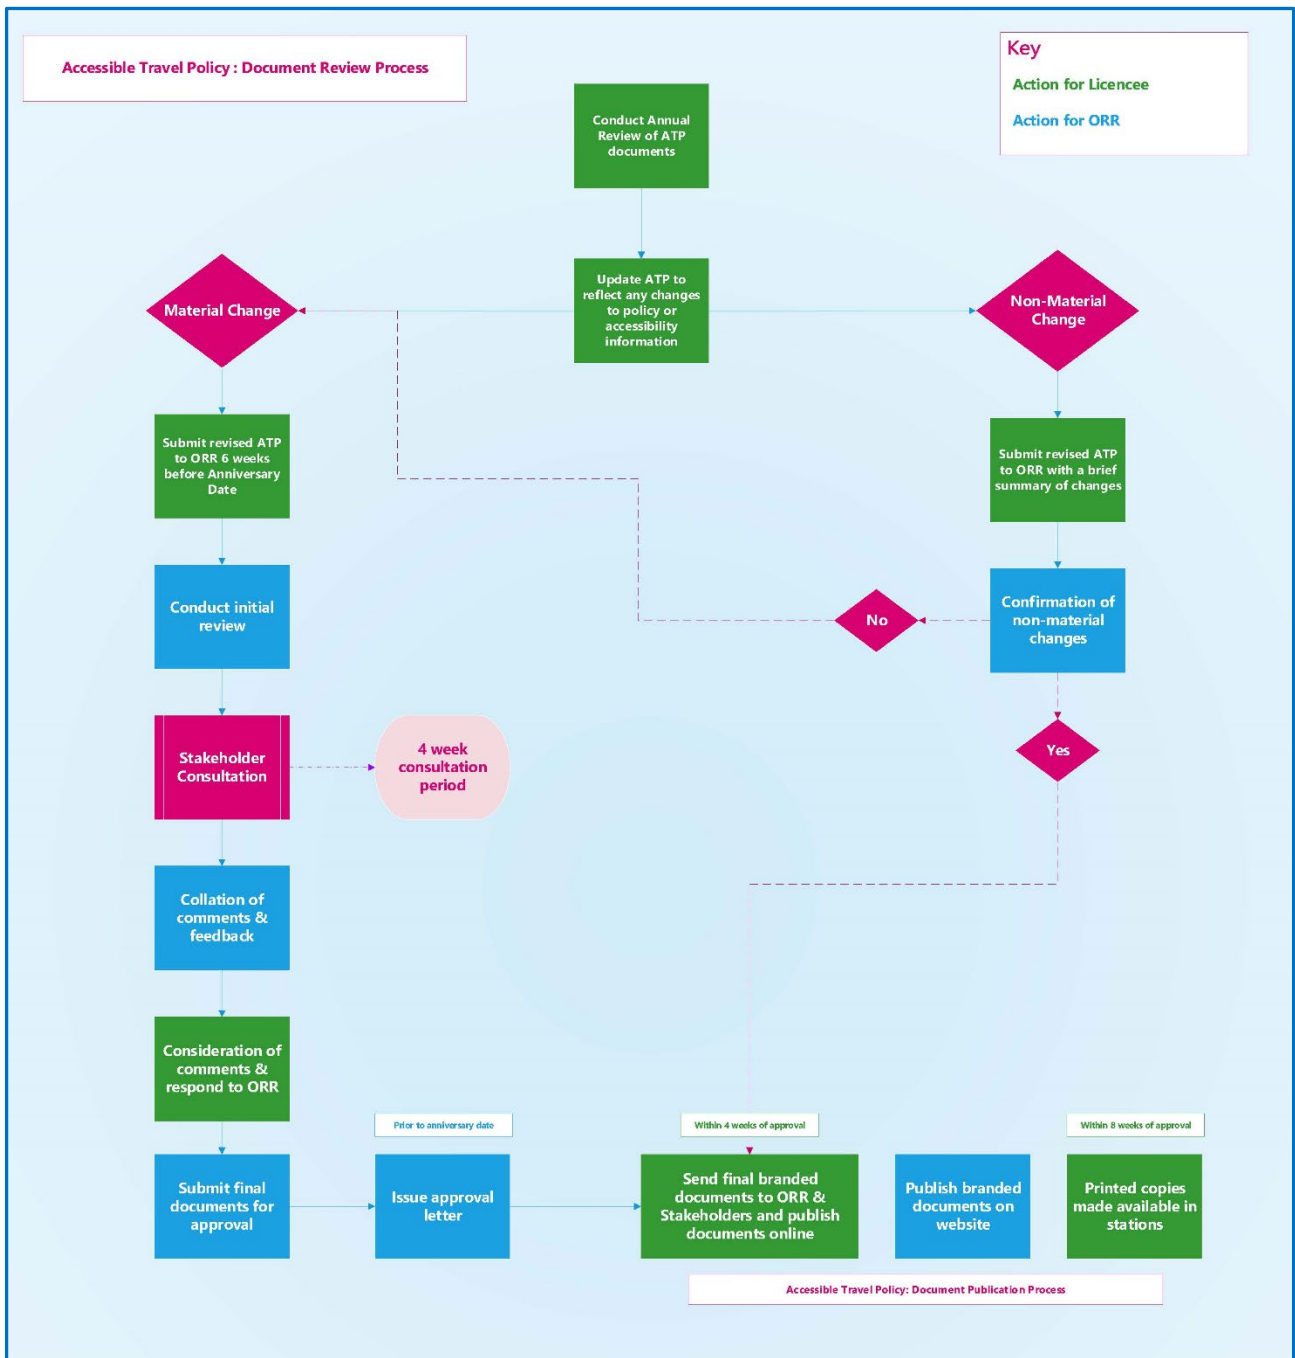 Accessible Travel Policy : Document Review Process
Key
Action for Licencee
Action for ORR
Conduct Annual
Review of ATP
documents
Update ATP to
reflect any changes
to policy or
accessibility
information
Material Change
Non-Material
Change
Submit revised ATP
to ORR 6 weeks
before Anniversary
Date
Submit revised ATP
to ORR with a brief
summary of changes
Conduct initial
review
Confirmation of
non-material
changes
No
Yes
Stakeholder
Consultation
4 week
consultation
period
Collation of
comments &
feedback
Consideration of
comments &
respond to ORR
Prior to anniversary date
Within 4 weeks of approval
Within 8 weeks of approval
Submit final
documents for
approval
Issue approval
letter
Send final branded
documents to ORR &
Stakeholders and publish
documents online
Publish branded
documents on
website
Printed copies
made available in
stations
Accessible Travel Policy: Document Publication Process